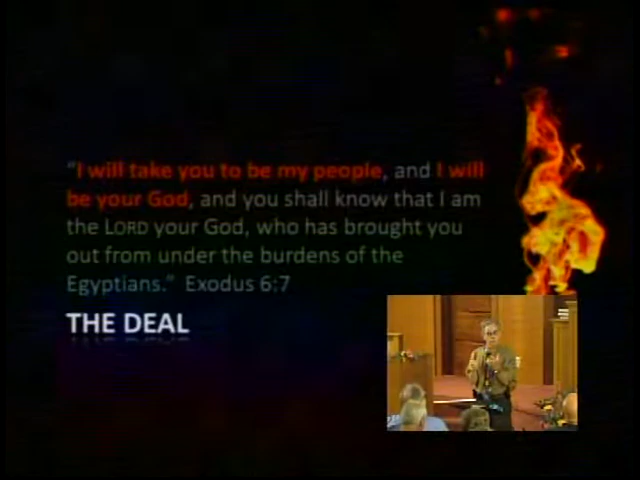 "I will take you to be my people, and I will
be your God, and you shall know that I am
the LORD your God, who has brought you
out from under the burdens of the
Egyptians." Exodus 6:7
THE DEAL